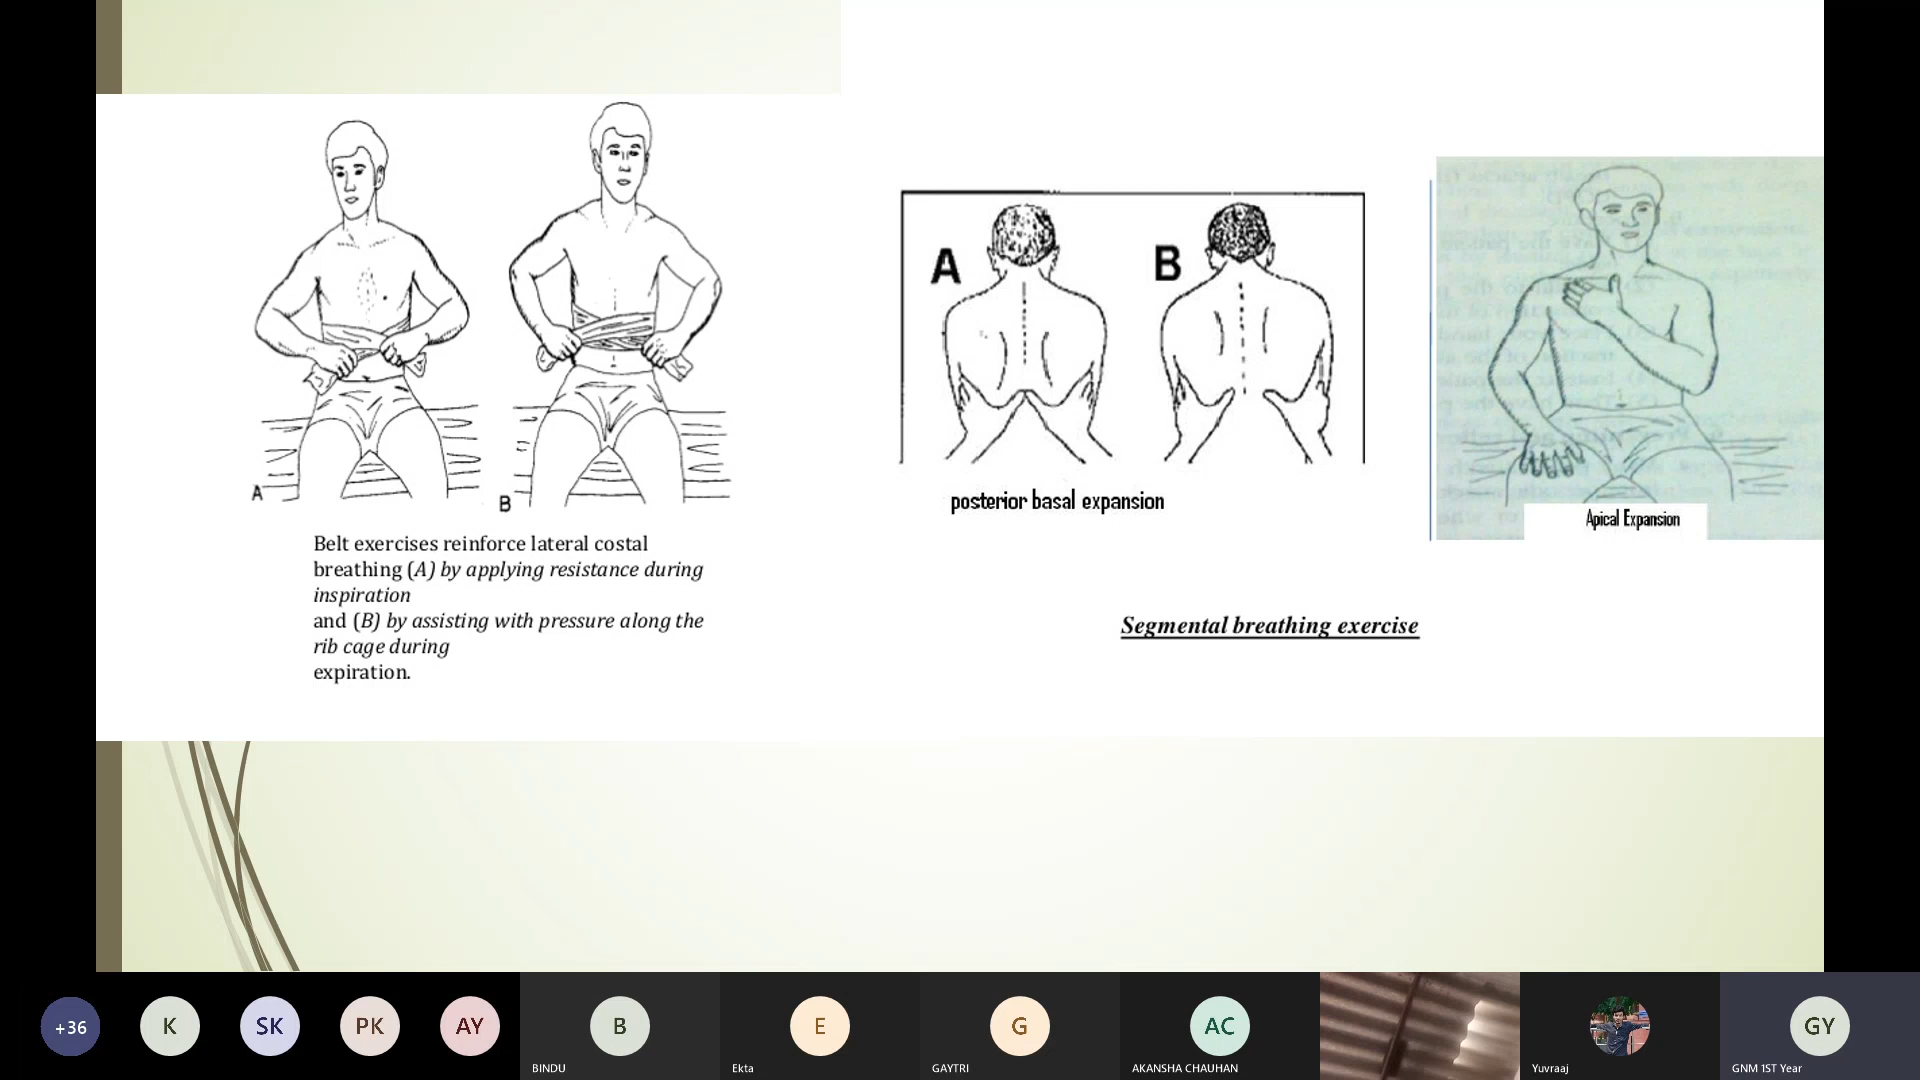 A
B
Belt exercises reinforce lateral costal
breathing (A) by applying resistance during
inspiration
and (B) by assisting with pressure along the
rib cage during
expiration.
A
B
posterior basal expansion
Apical Expansion
Segmental breathing exercise
+36
K
SK
PK
AY
B
BINDU
E
Ekta
G
GAYTRI
AC
AKANSHA CHAUHAN
Yuvraaj
GY
GNM 1ST Year